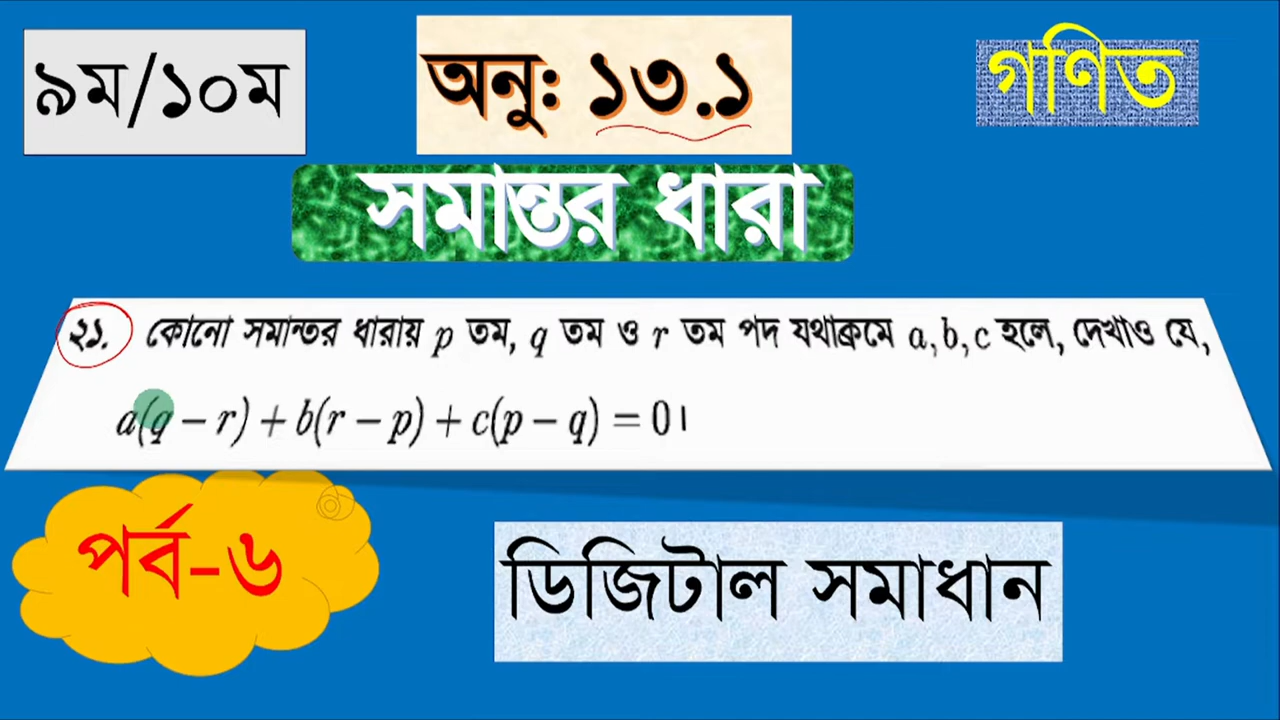 ৯ম/১০ম
অনু: ১৩.১
গণিত
সমান্তর ধারা
২১. কোনো সমান্তর ধারায় p তম, q তম ও r তম পদ যথাক্রমে a, b, c হলে, দেখাও যে,
a(q − r) + b(r − p) + c(p − q) = 0।
পর্ব-৬
ডিজিটাল সমাধান